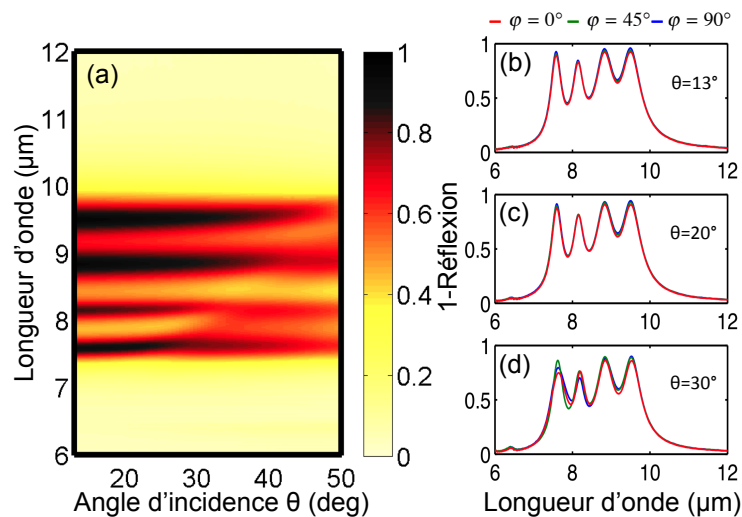 φ = 0° φ = 45° φ = 90°
(a)
12
11
10
9
8
7
6
20 30 40 50
Longueur d'onde (μm)
Angle d'incidence θ (deg)
1
0.8
0.6
0.4
0.2
0
1-Réflexion
(b)
θ=13°
1
0.5
0
6 8 10 12
(c)
θ=20°
1
0.5
0
6 8 10 12
(d)
θ=30°
1
0.5
0
6 8 10 12
Longueur d'onde (μm)